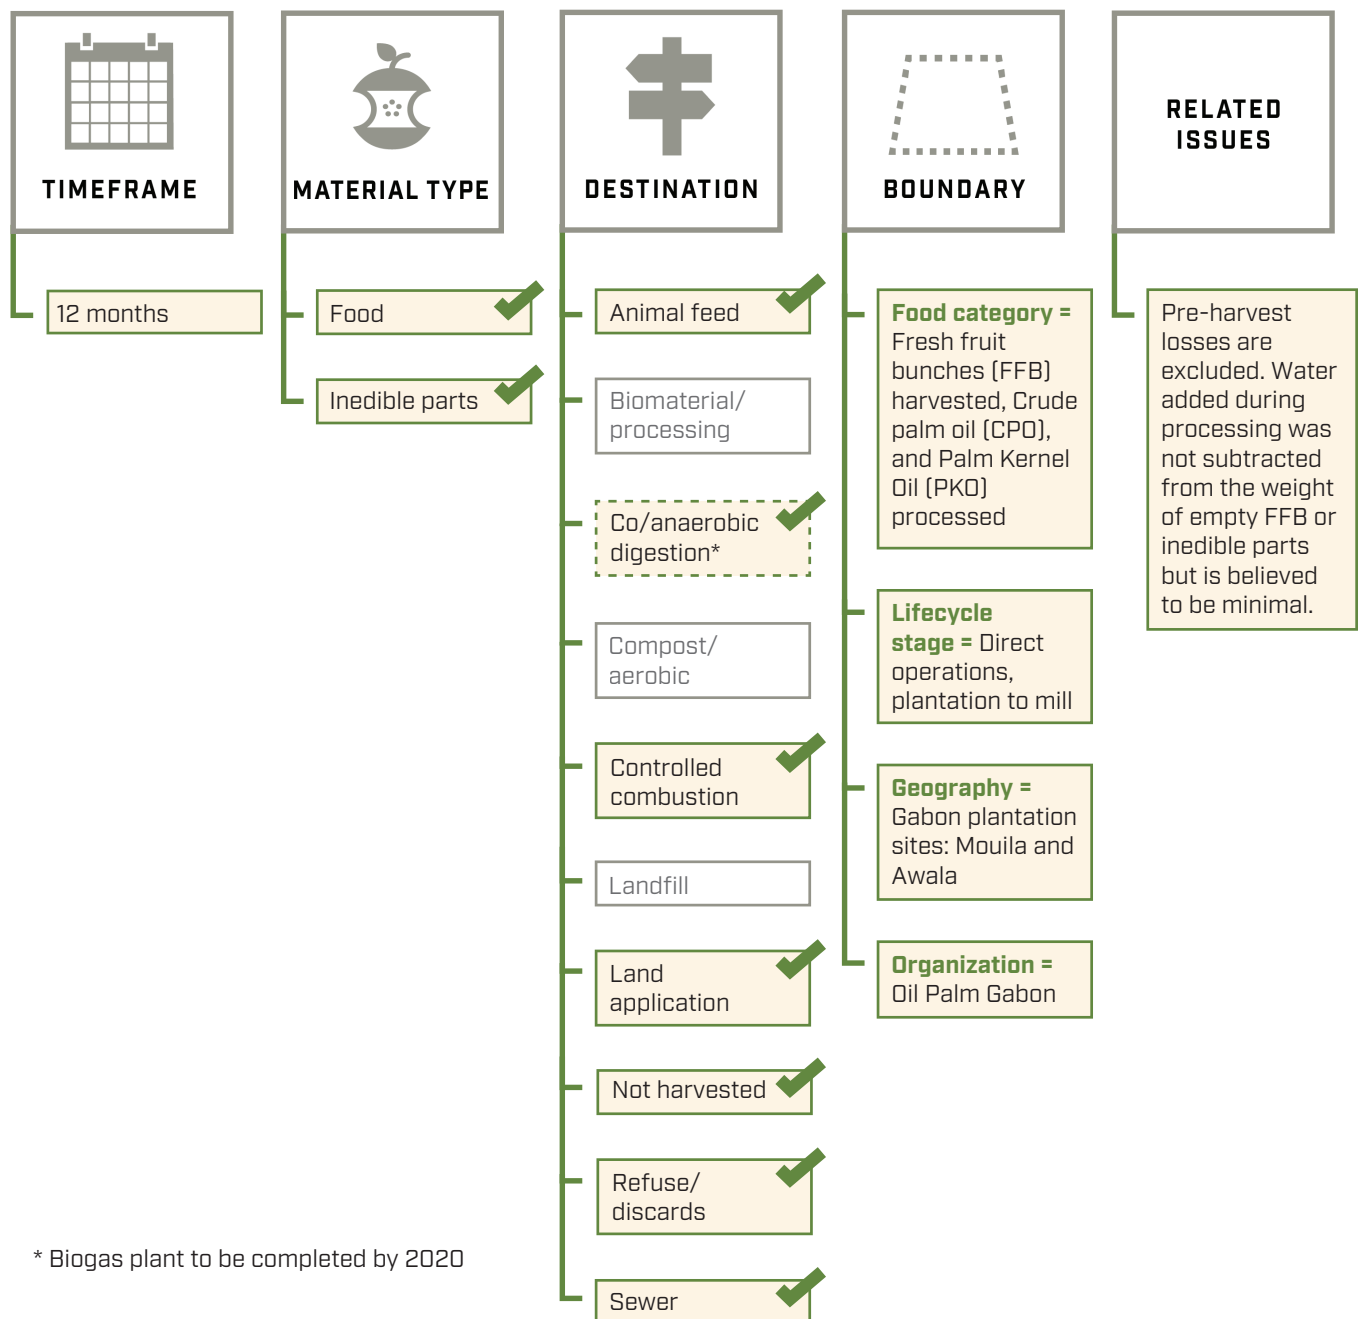 TIMEFRAME
12 months
MATERIAL TYPE
Food
Inedible parts
DESTINATION
Animal feed
Biomaterial/
processing
Co/anaerobic
digestion*
Compost/
aerobic
Controlled
combustion
Landfill
Land
application
Not harvested
Refuse/
discards
Sewer
BOUNDARY
Food category =
Fresh fruit
bunches (FFB)
harvested, Crude
palm oil (CPO),
and Palm Kernel
Oil (PKO)
processed
Lifecycle
stage = Direct
operations,
plantation to mill
Geography =
Gabon plantation
sites: Mouila and
Awala
Organization =
Oil Palm Gabon
RELATED
ISSUES
Pre-harvest
losses are
excluded. Water
added during
processing was
not subtracted
from the weight
of empty FFB or
inedible parts
but is believed
to be minimal.
* Biogas plant to be completed by 2020